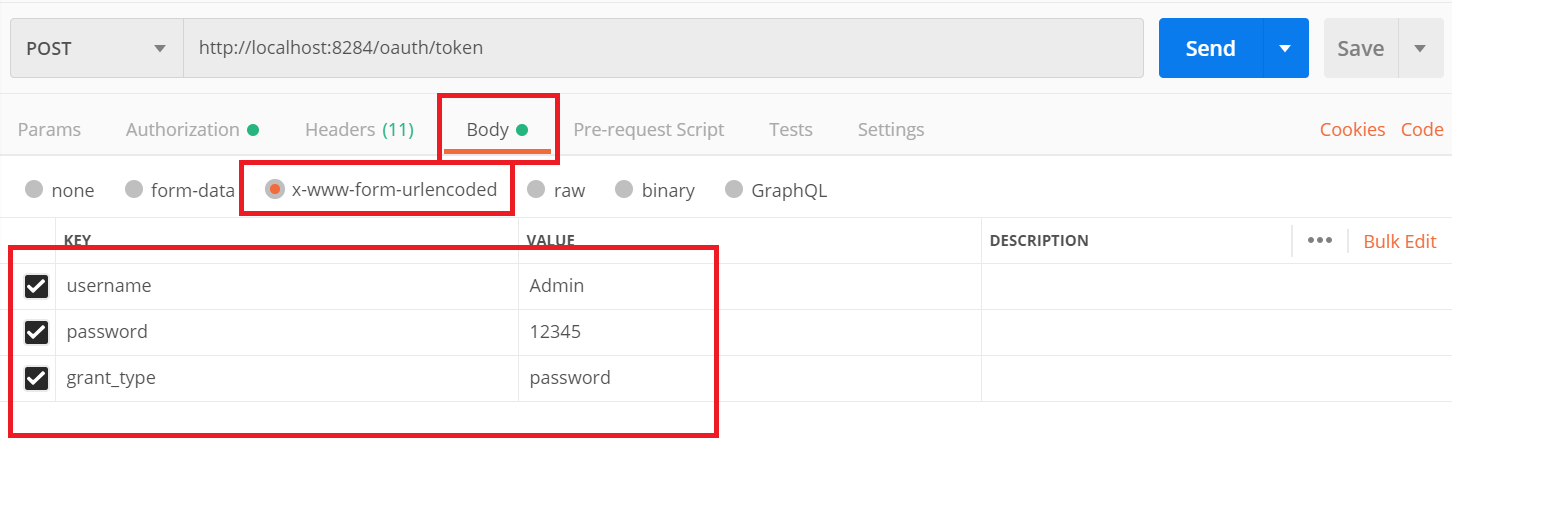 POST http://localhost:8284/oauth/token Send Save
Params Authorization Headers (11) Body Pre-request Script Tests Settings Cookies Code
none form-data x-www-form-urlencoded raw binary GraphQL
KEY VALUE DESCRIPTION ••• Bulk Edit
username Admin
password 12345
grant_type password